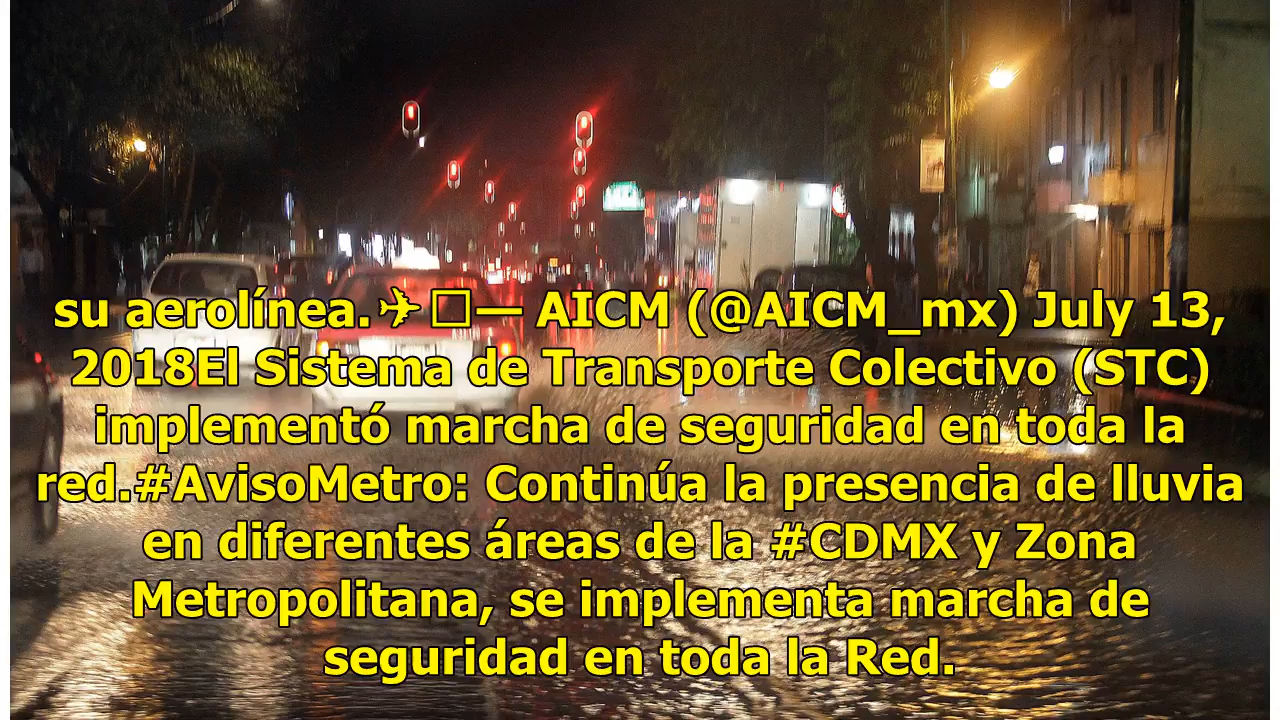 su aerolínea.✈□— AICM (@AICM_mx) July 13,
2018El Sistema de Transporte Colectivo (STC)
implementó marcha de seguridad en toda la
red.#AvisoMetro: Continúa la presencia de lluvia
en diferentes áreas de la #CDMX y Zona
Metropolitana, se implementa marcha de
seguridad en toda la Red.